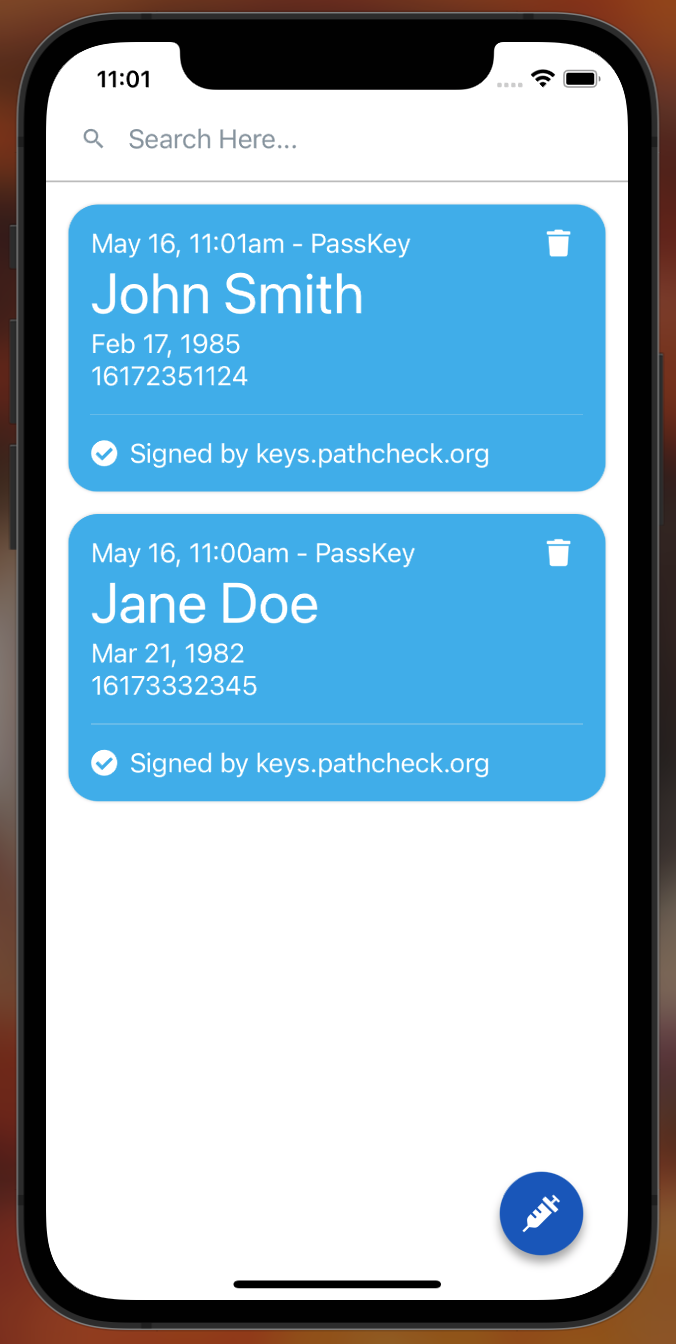 11:01
Search Here...
May 16, 11:01am - PassKey
John Smith
Feb 17, 1985
16172351124
Signed by keys.pathcheck.org
May 16, 11:00am - PassKey
Jane Doe
Mar 21, 1982
16173332345
Signed by keys.pathcheck.org